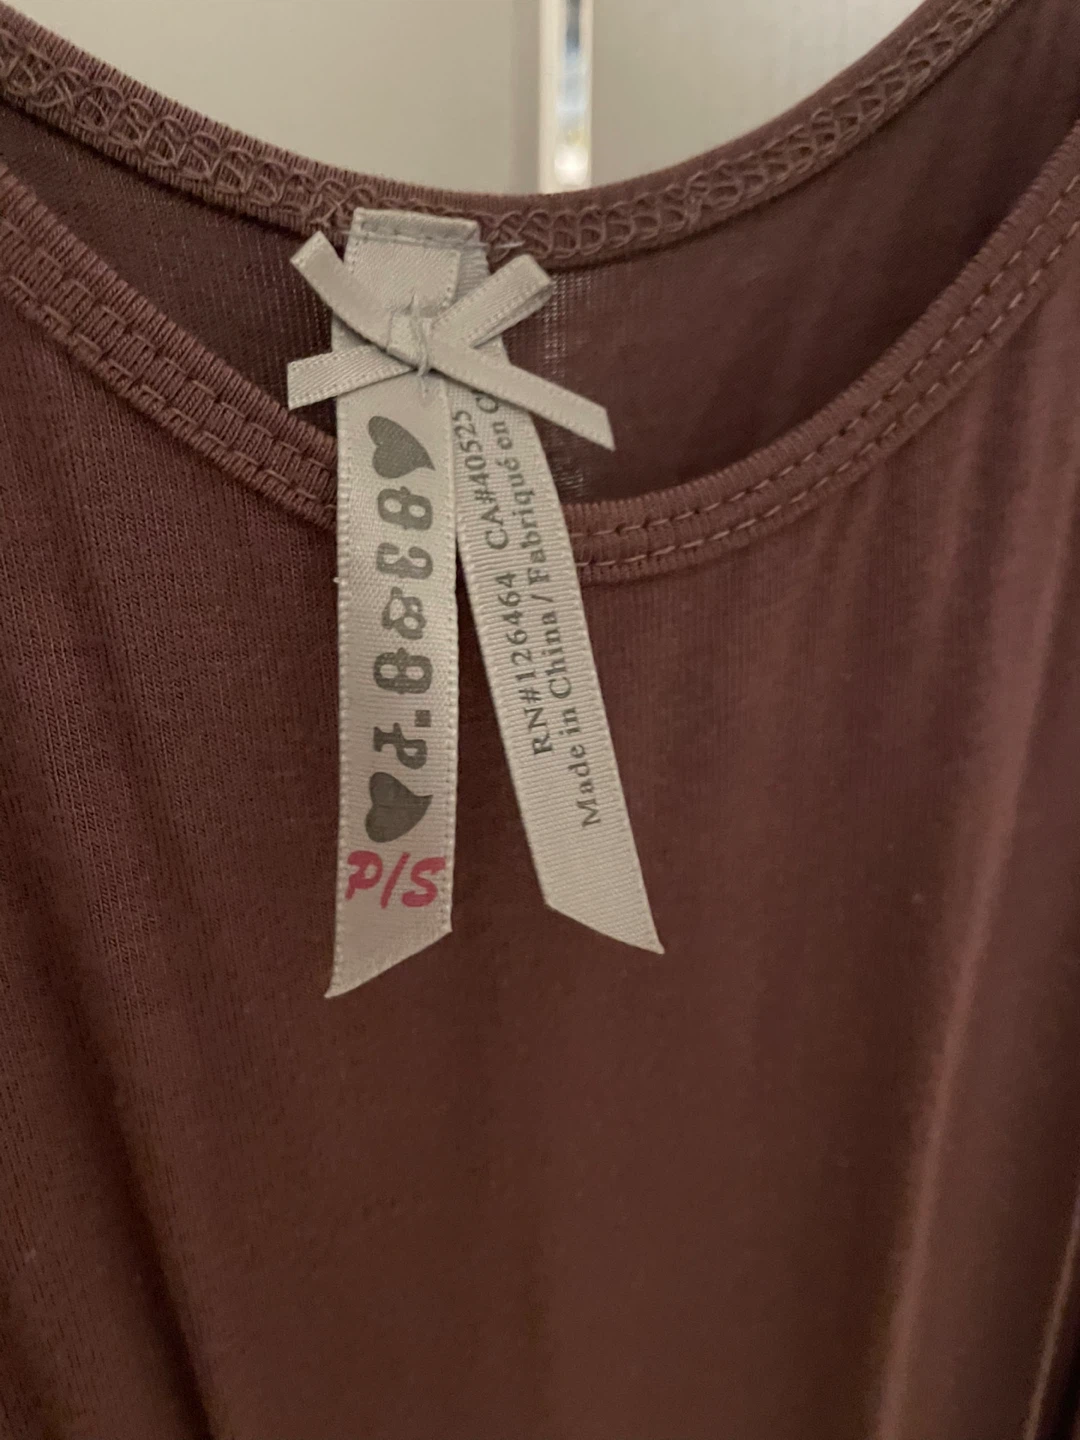 P/S
RN#126464 CA#40525
Made in China / Fabriqué en